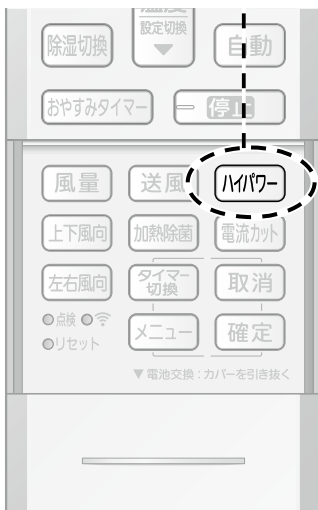 設定切換
除湿切換 ▼ 自動
おやすみタイマー 停止
風量 送風 ハイパワー
上下風向 加熱除菌 電流カット
左右風向 タイマー切換 取消
点検
リセット メニュー 確定
▼電池交換:カバーを引き抜く